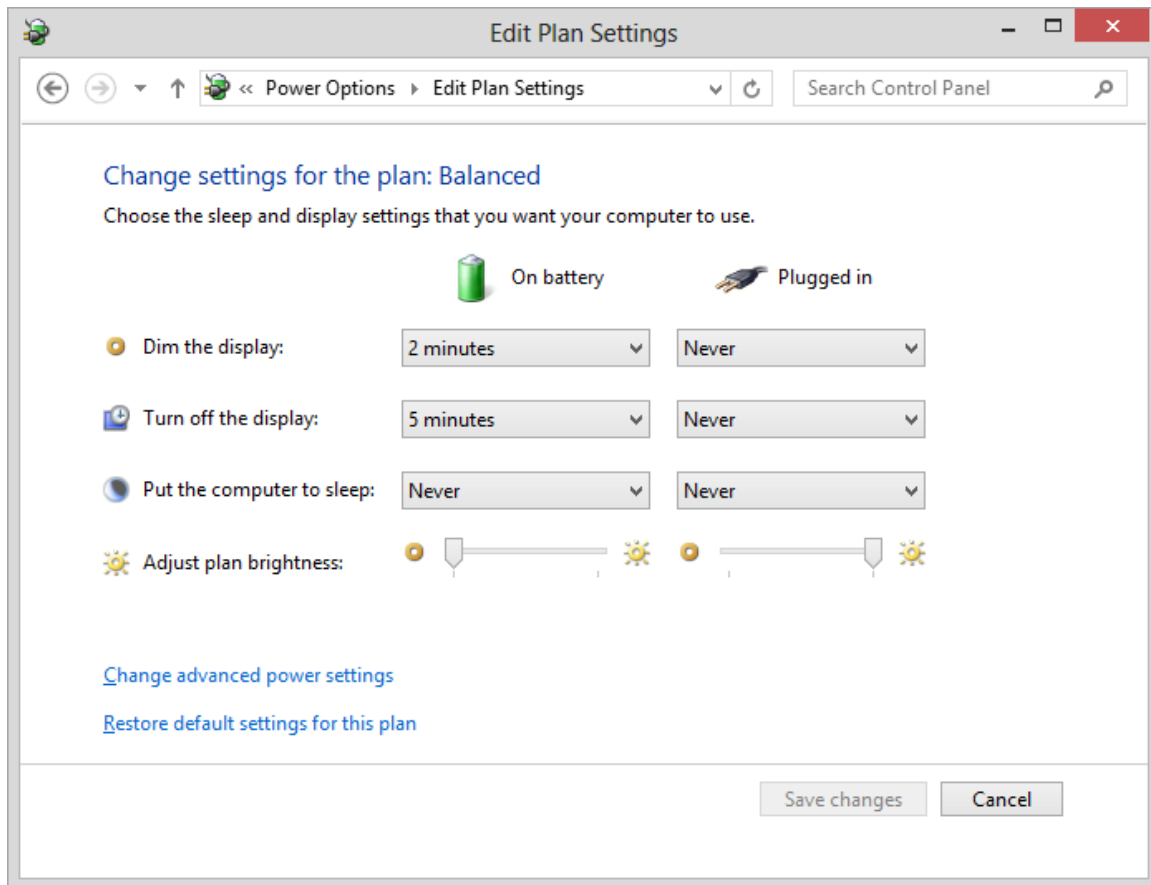 Edit Plan Settings
« Power Options Edit Plan Settings Search Control Panel
Change settings for the plan: Balanced
Choose the sleep and display settings that you want your computer to use.
On battery Plugged in
Dim the display: 2 minutes Never
Turn off the display: 5 minutes Never
Put the computer to sleep: Never Never
Adjust plan brightness:
Change advanced power settings
Restore default settings for this plan
Save changes Cancel